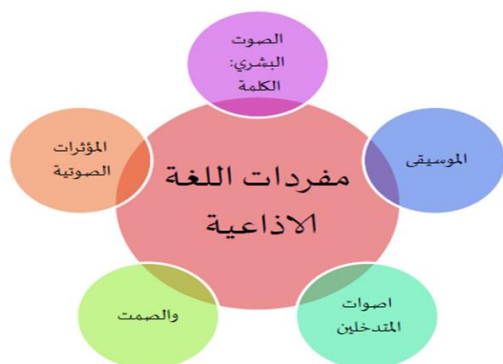 الصوت
البشري:
الكلمة
الموسيقى
اصوات
المتدخلين
والصمت
المؤثرات
الصوتية
مفردات اللغة
الاذاعية